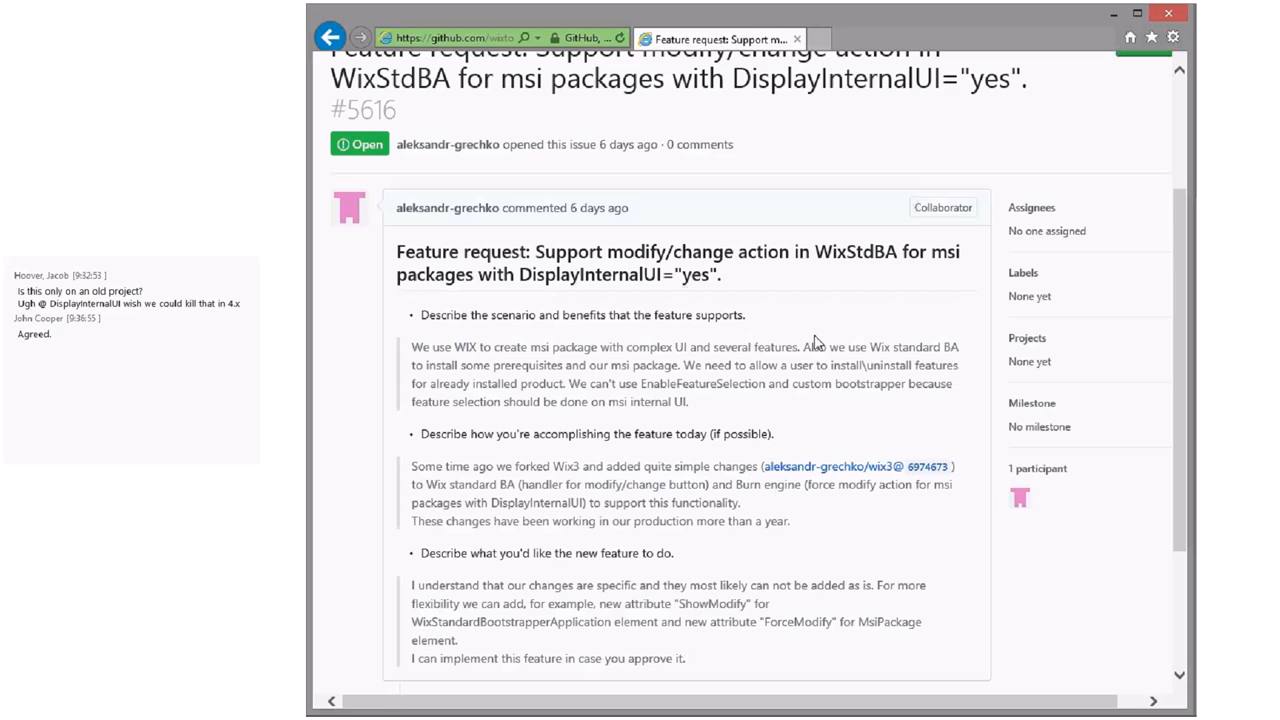 https://github.com/wixto
GitHub, ...
Feature request: Support m...
Feature request: Support modify/change action in
WixStdBA for msi packages with DisplayInternalUI="yes".
#5616
Open
aleksandr-grechko opened this issue 6 days ago · 0 comments
aleksandr-grechko commented 6 days ago
Collaborator
Feature request: Support modify/change action in WixStdBA for msi
packages with DisplayInternalUI="yes".
• Describe the scenario and benefits that the feature supports.
We use WIX to create msi package with complex UI and several features. Also we use Wix standard BA
to install some prerequisites and our msi package. We need to allow a user to install\uninstall features
for already installed product. We can't use EnableFeatureSelection and custom bootstrapper because
feature selection should be done on msi internal UI.
• Describe how you're accomplishing the feature today (if possible).
Some time ago we forked Wix3 and added quite simple changes (aleksandr-grechko/wix3@ 6974673 )
to Wix standard BA (handler for modify/change button) and Burn engine (force modify action for msi
packages with DisplayInternalUI) to support this functionality.
These changes have been working in our production more than a year.
• Describe what you'd like the new feature to do.
I understand that our changes are specific and they most likely can not be added as is. For more
flexibility we can add, for example, new attribute "ShowModify" for
WixStandardBootstrapperApplication element and new attribute "ForceModify" for MsiPackage
element.
I can implement this feature in case you approve it.
Assignees
No one assigned
Labels
None yet
Projects
None yet
Milestone
No milestone
1 participant
Hoover, Jacob [9:32:53 ]
Is this only on an old project?
Ugh @ DisplayInternalUI wish we could kill that in 4.x
John Cooper [9:36:55 ]
Agreed.